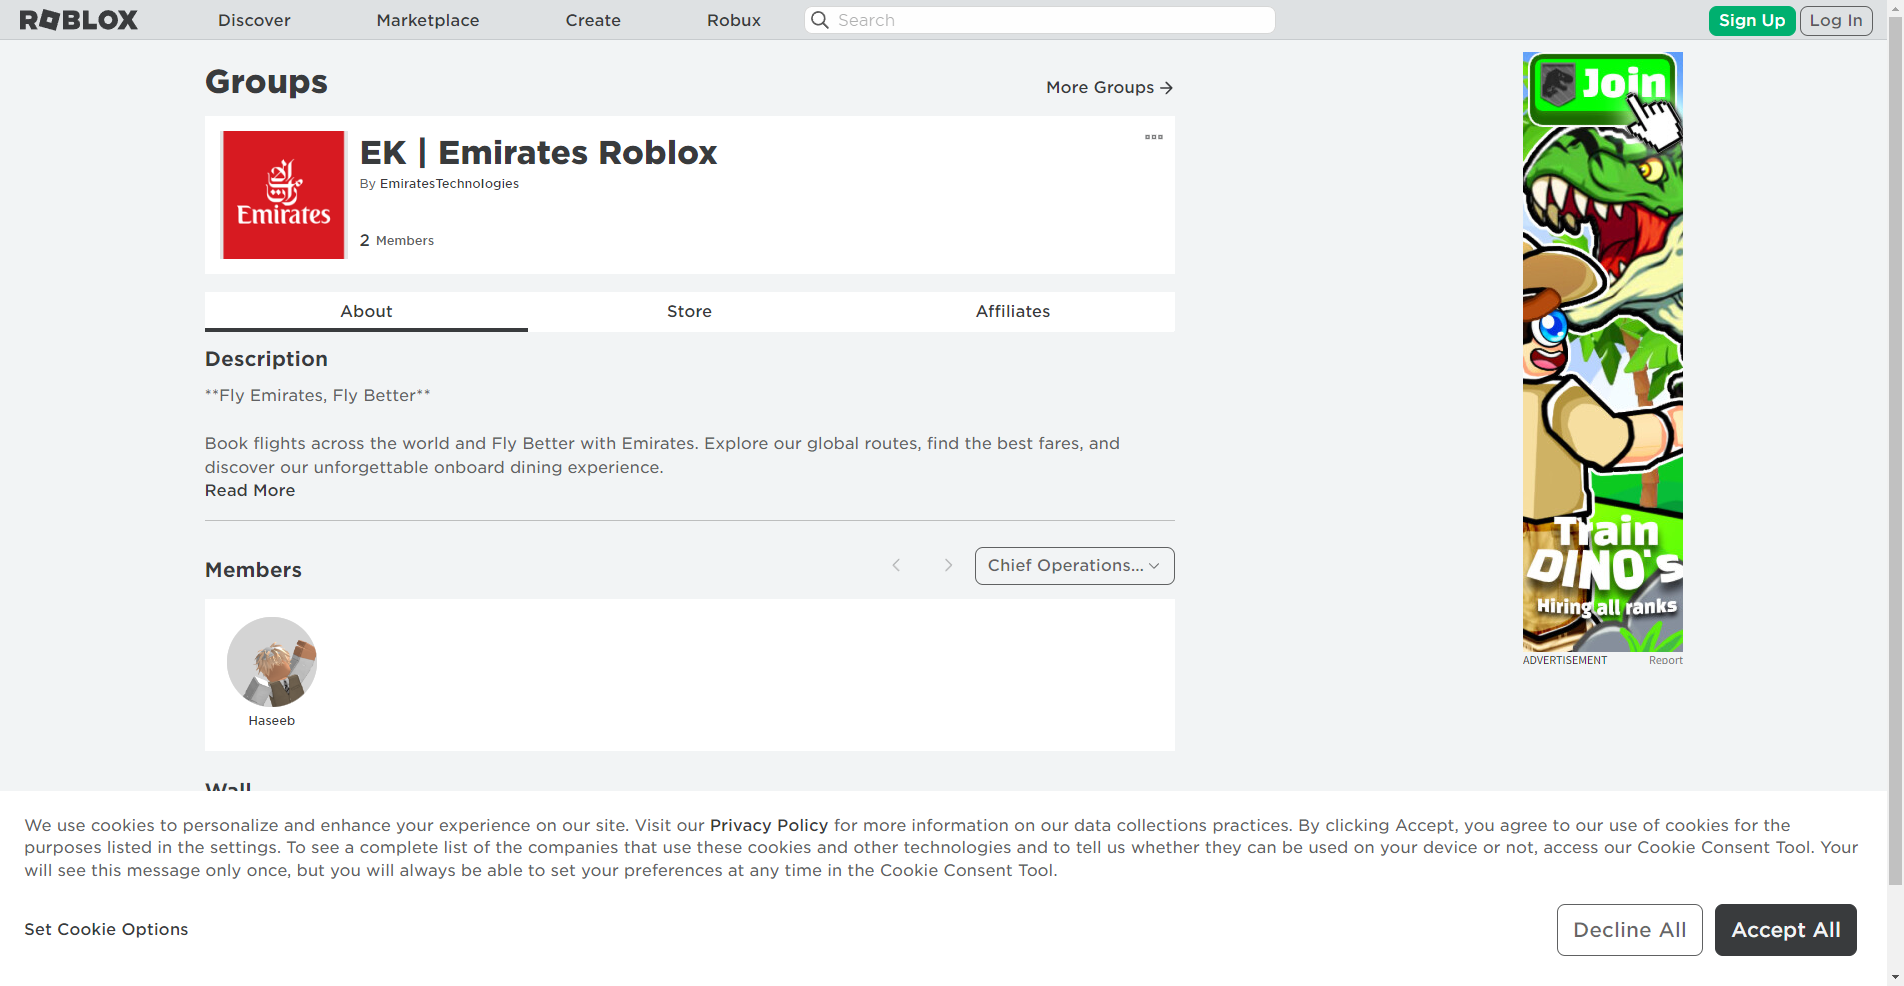 ROBLOX
Discover
Marketplace
Create
Robux
Search
Sign Up
Log In
Groups
More Groups
Emirates
EK | Emirates Roblox
By EmiratesTechnologies
2 Members
About
Store
Affiliates
Description
**Fly Emirates, Fly Better**
Book flights across the world and Fly Better with Emirates. Explore our global routes, find the best fares, and
discover our unforgettable onboard dining experience.
Read More
Members
Chief Operations...
Haseeb
Wall
Join
Train
DINO's
Hiring all ranks
ADVERTISEMENT
Report
We use cookies to personalize and enhance your experience on our site. Visit our Privacy Policy for more information on our data collections practices. By clicking Accept, you agree to our use of cookies for the
purposes listed in the settings. To see a complete list of the companies that use these cookies and other technologies and to tell us whether they can be used on your device or not, access our Cookie Consent Tool. Your
will see this message only once, but you will always be able to set your preferences at any time in the Cookie Consent Tool.
Set Cookie Options
Decline All
Accept All